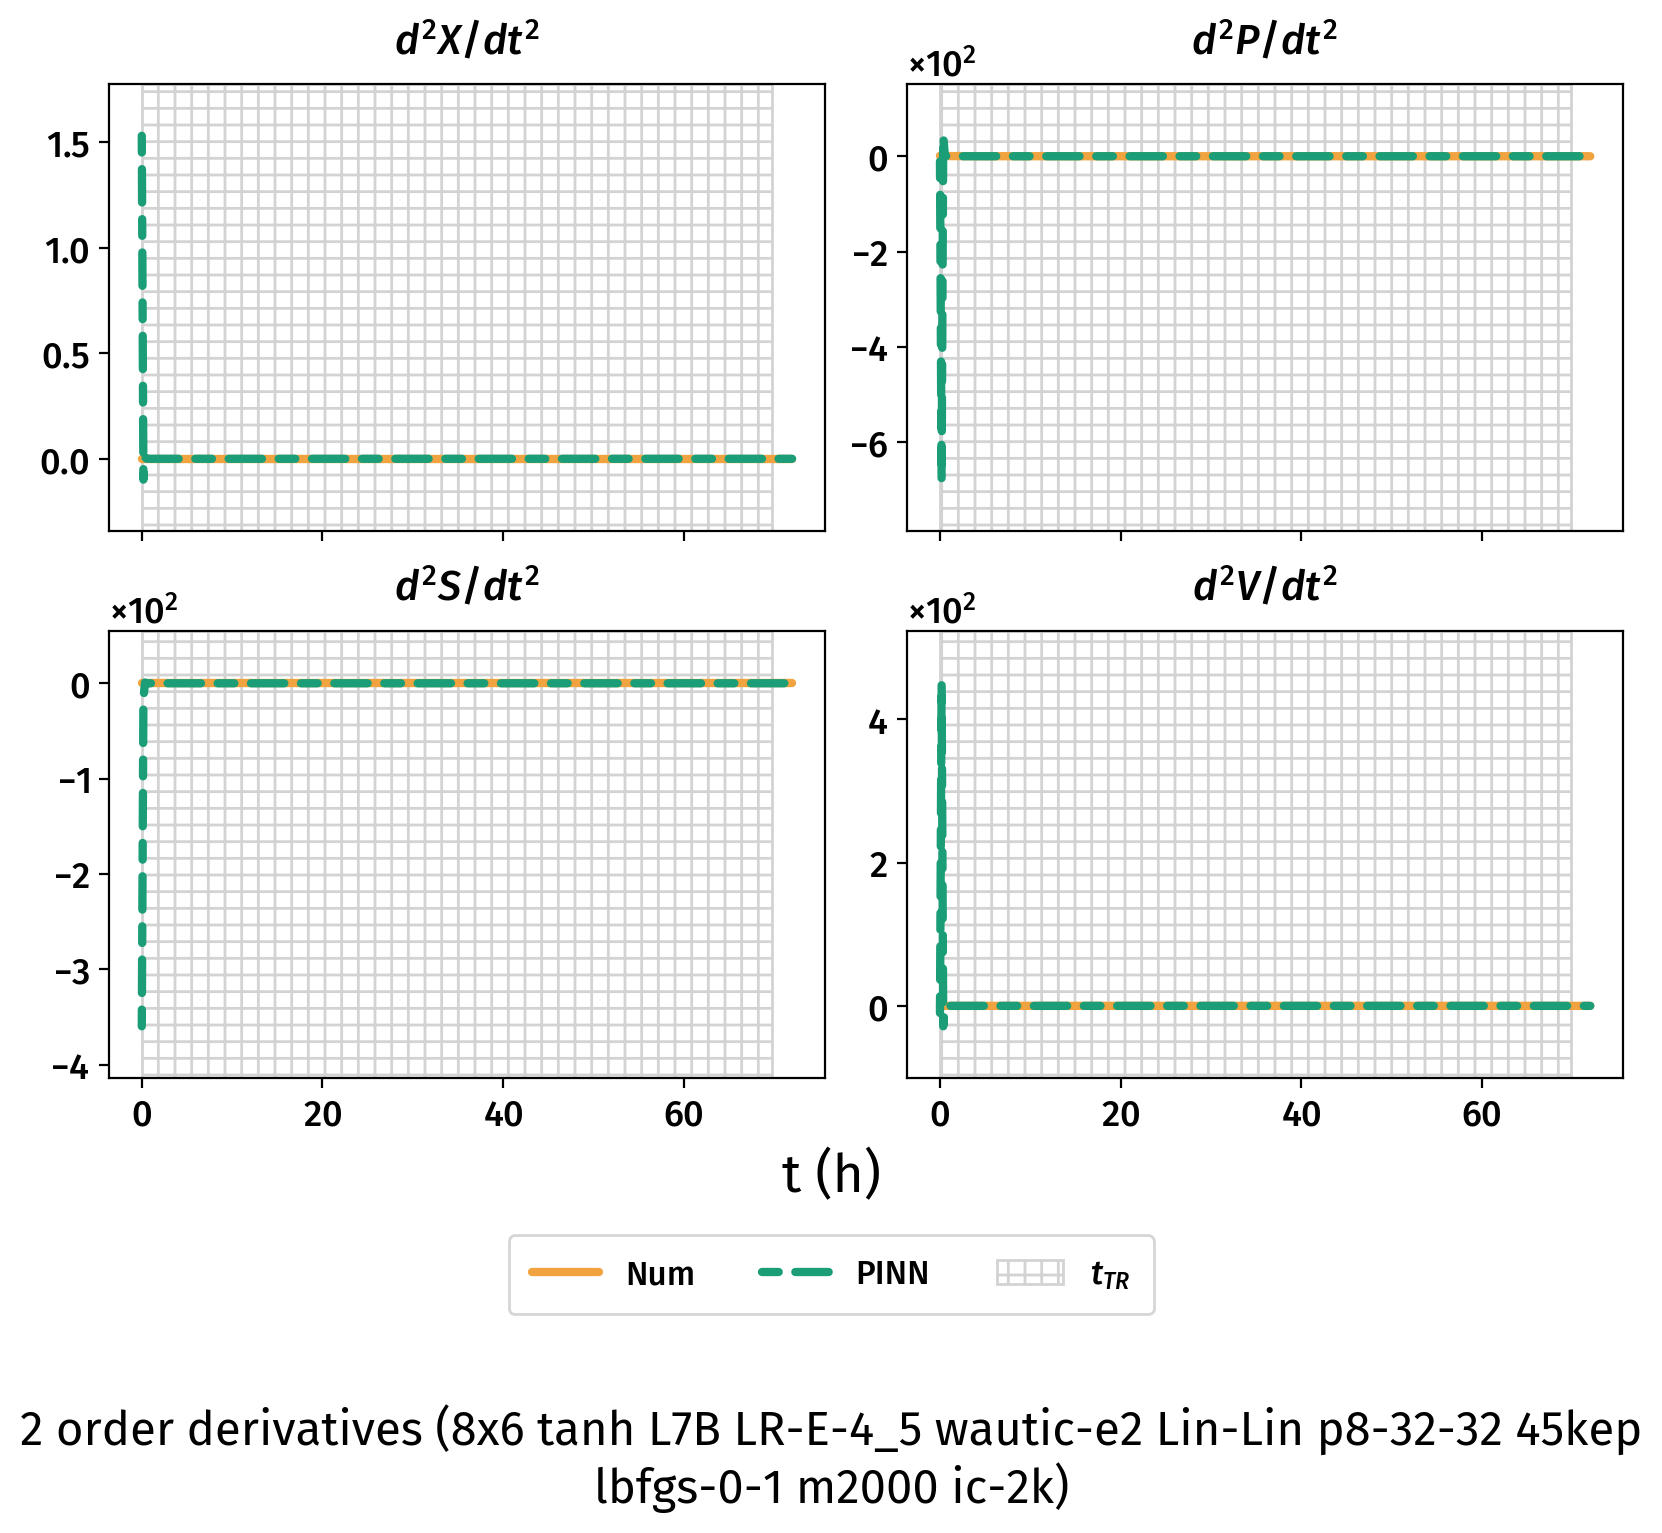 d²X/dt²
1.5
1.0
0.5
0.0
d²P/dt²
×10²
0
−2
−4
−6
d²S/dt²
×10²
0
−1
−2
−3
−4
0 20 40 60
d²V/dt²
×10²
4
2
0
0 20 40 60
t (h)
Num PINN t_TR
2 order derivatives (8x6 tanh L7B LR-E-4_5 wautic-e2 Lin-Lin p8-32-32 45kep
lbfgs-0-1 m2000 ic-2k)